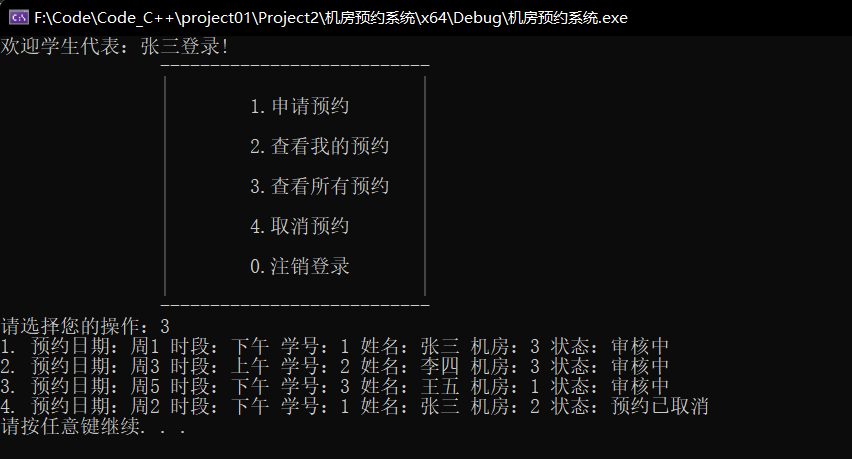 F:\Code\Code_C++\project01\Project2\机房预约系统\x64\Debug\机房预约系统.exe
欢迎学生代表：张三登录!
---------------------------
1.申请预约
2.查看我的预约
3.查看所有预约
4.取消预约
0.注销登录
---------------------------
请选择您的操作：3
1. 预约日期：周1 时段：下午 学号：1 姓名：张三 机房：3 状态：审核中
2. 预约日期：周3 时段：上午 学号：2 姓名：李四 机房：3 状态：审核中
3. 预约日期：周5 时段：下午 学号：3 姓名：王五 机房：1 状态：审核中
4. 预约日期：周2 时段：下午 学号：1 姓名：张三 机房：2 状态：预约已取消
请按任意键继续. . .